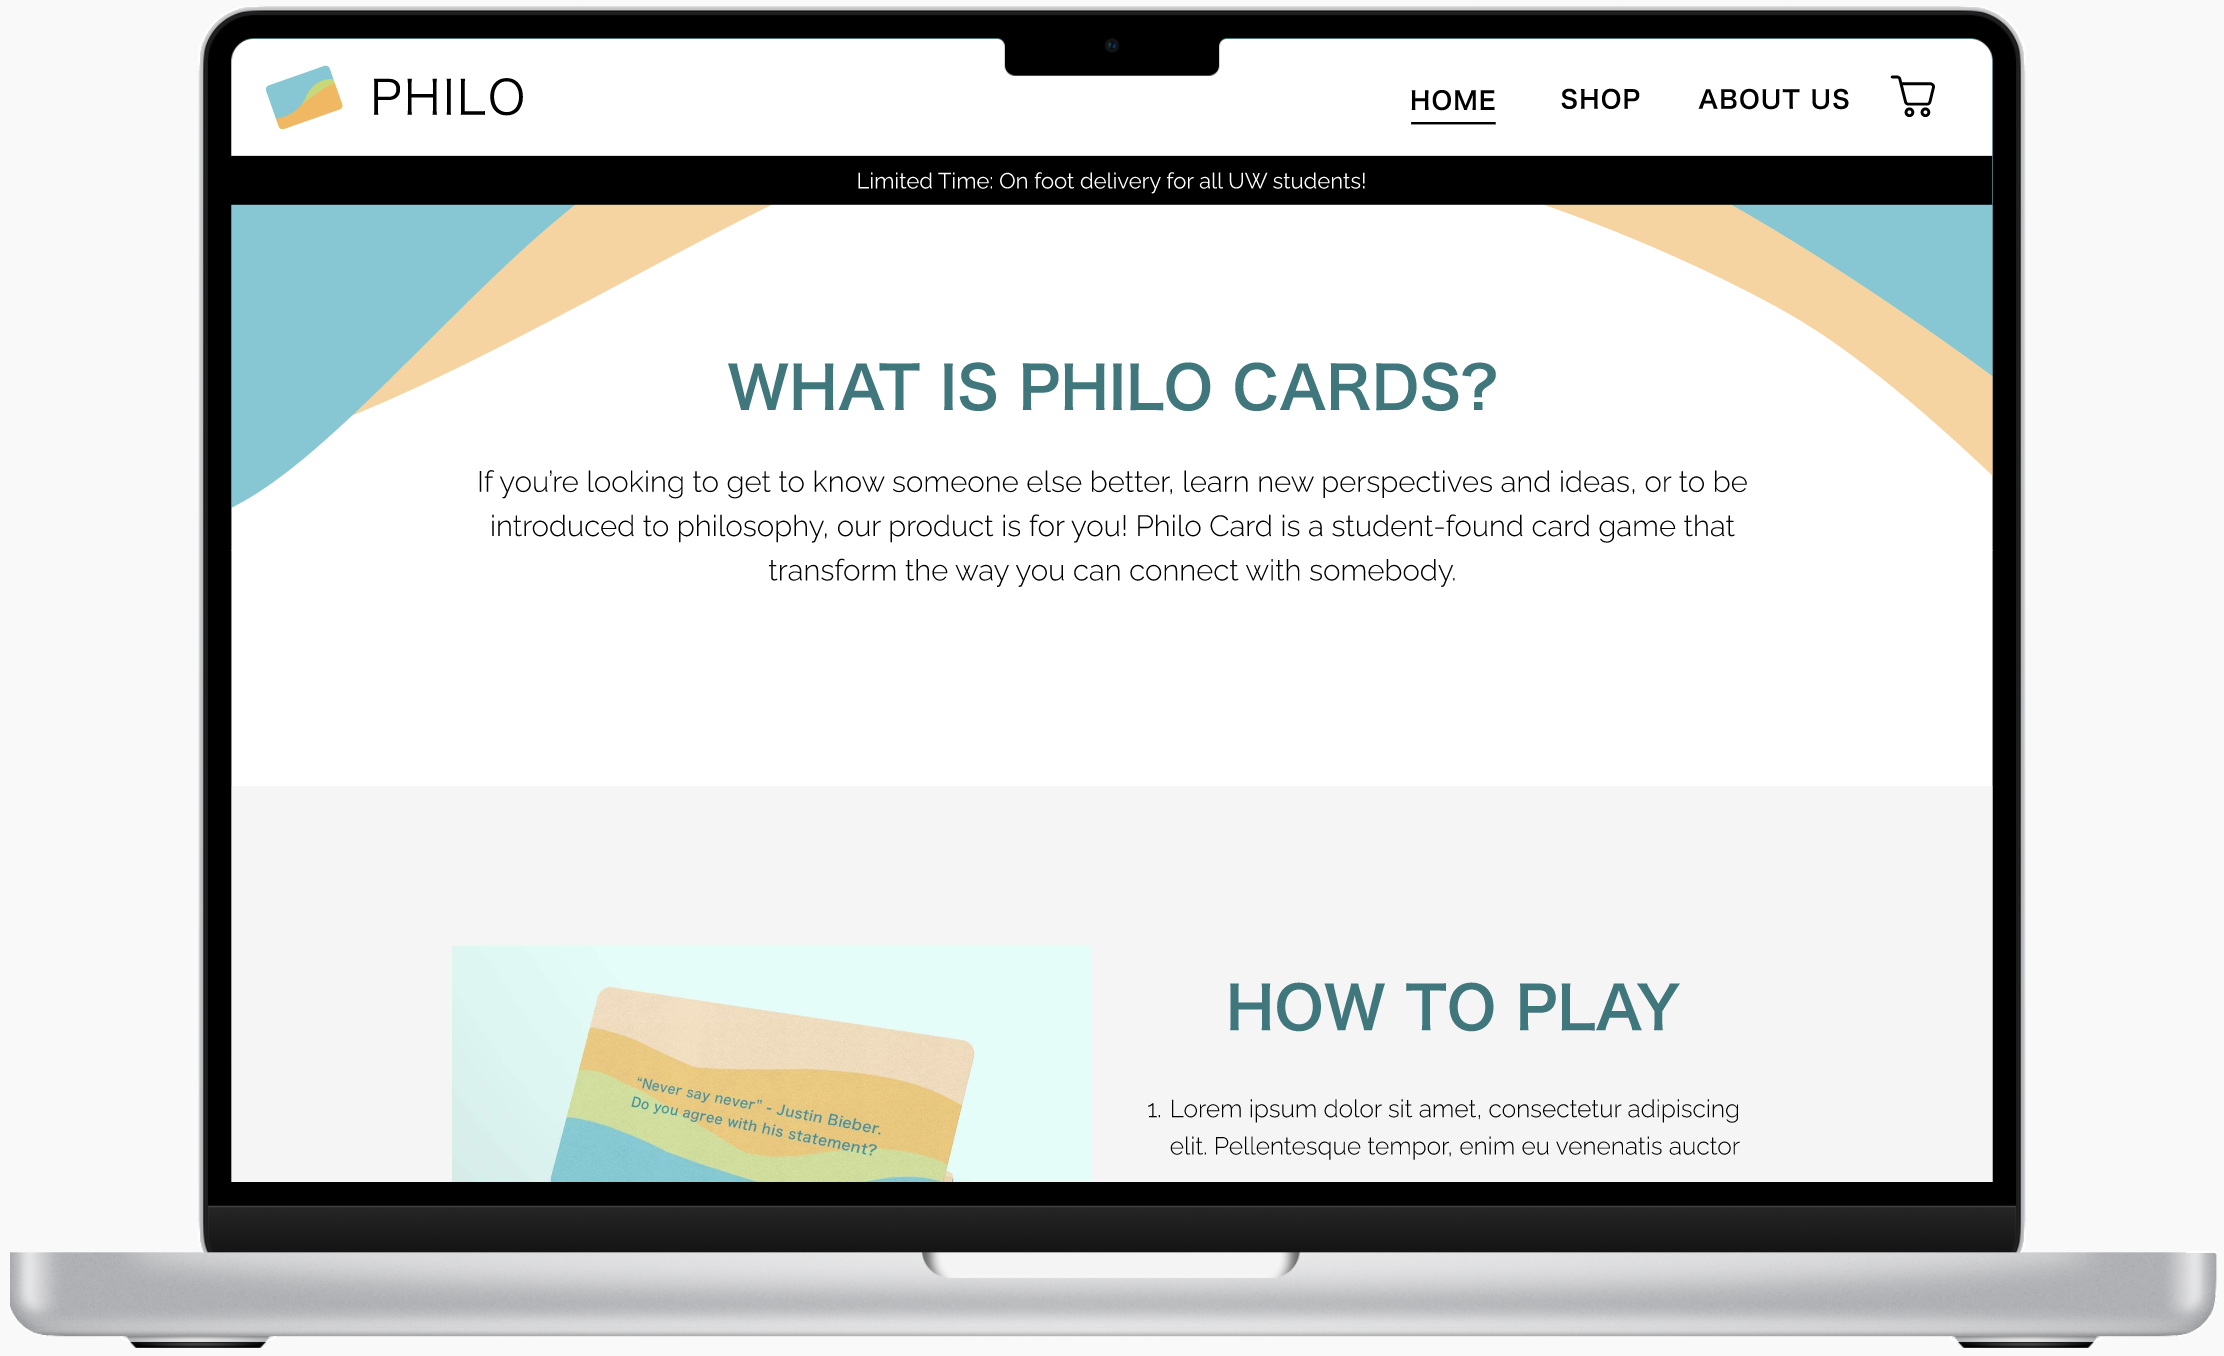 PHILO
HOME SHOP ABOUT US
Limited Time: On foot delivery for all UW students!
WHAT IS PHILO CARDS?
If you’re looking to get to know someone else better, learn new perspectives and ideas, or to be
introduced to philosophy, our product is for you! Philo Card is a student-found card game that
transform the way you can connect with somebody.
“Never say never” - Justin Bieber.
Do you agree with his statement?
HOW TO PLAY
1. Lorem ipsum dolor sit amet, consectetur adipiscing
elit. Pellentesque tempor, enim eu venenatis auctor